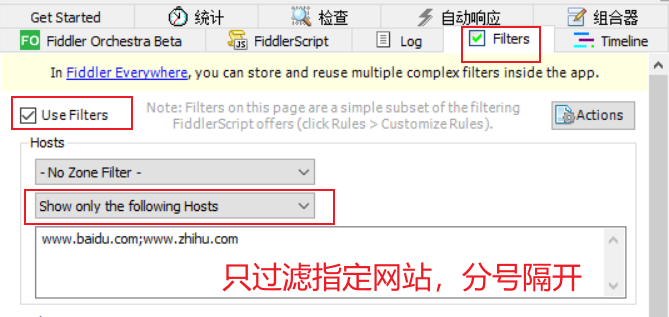 Get Started 统计 检查 自动响应 组合器
FO Fiddler Orchestra Beta JS FiddlerScript Log Filters Timeline
In Fiddler Everywhere, you can store and reuse multiple complex filters inside the app.
Use Filters
Note: Filters on this page are a simple subset of the filtering
FiddlerScript offers (click Rules > Customize Rules).
Actions
Hosts
- No Zone Filter -
Show only the following Hosts
www.baidu.com;www.zhihu.com
只过滤指定网站，分号隔开